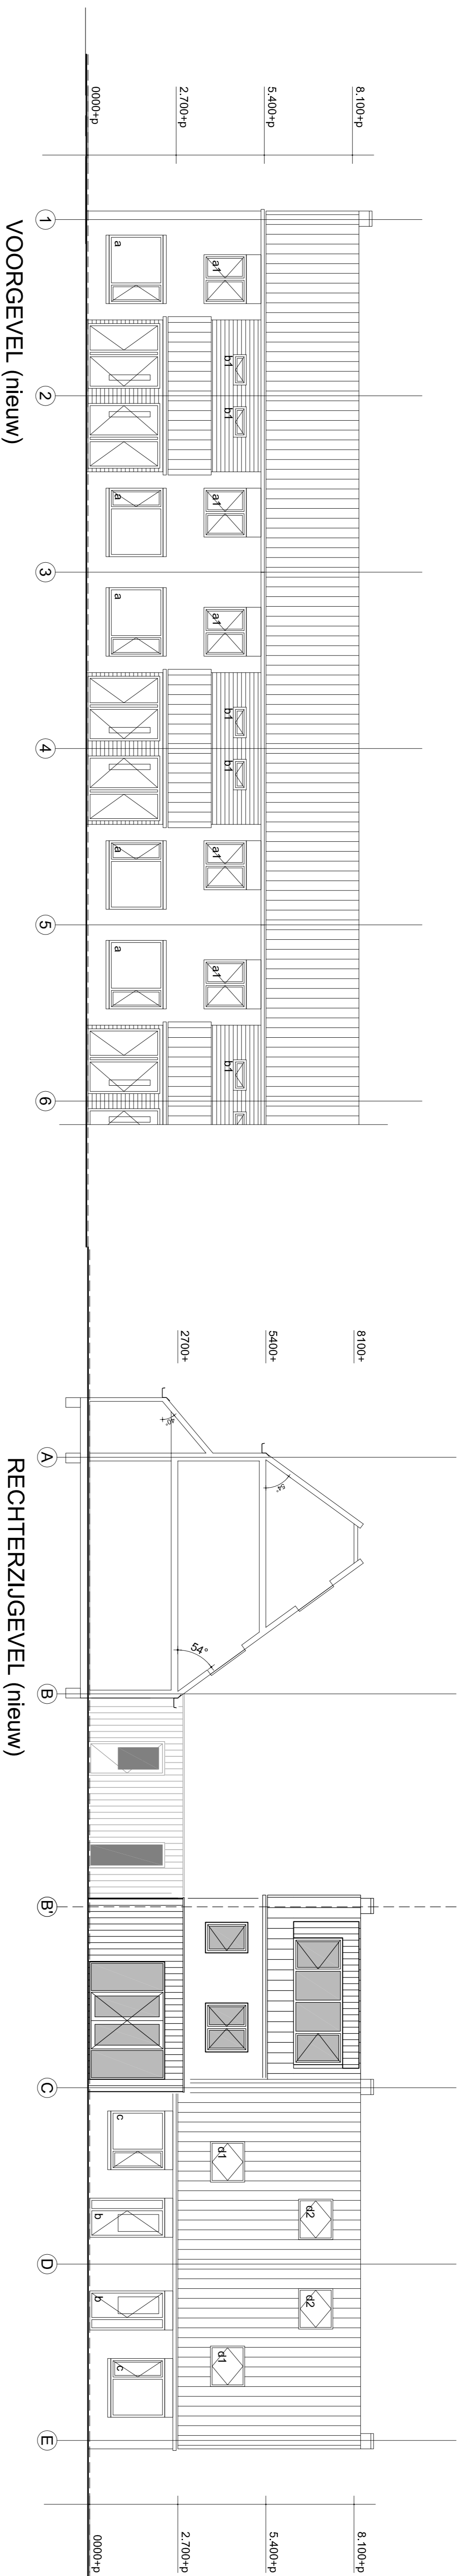 8.100+p
5.400+p
2.700+p
0000+p
a1 b1 b1 a1 a1 b1 b1 a1 a1 b1
a a a a a
1 2 3 4 5 6
VOORGEVEL (nieuw)
8100+
5400+
2700+
54°
A B B' C D E
d2 d2
d1 d1
c b b c
8.100+p
5.400+p
2.700+p
0000+p
RECHTERZIJGEVEL (nieuw)